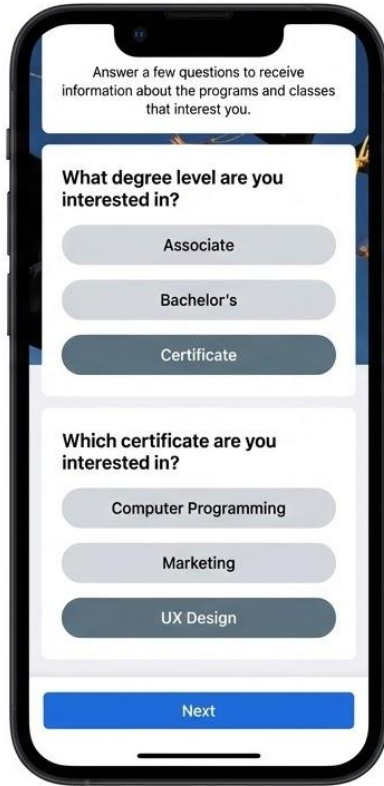 Answer a few questions to receive
information about the programs and classes
that interest you.
What degree level are you
interested in?
Associate
Bachelor's
Certificate
Which certificate are you
interested in?
Computer Programming
Marketing
UX Design
Next